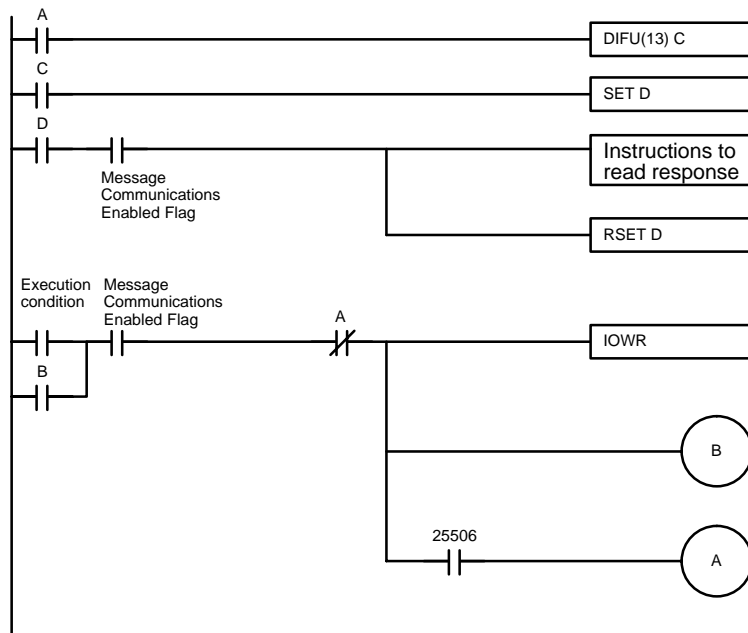 A
DIFU(13) C
C
SET D
D
Message
Communications
Enabled Flag
Instructions to
read response
RSET D
Execution
condition
Message
Communications
Enabled Flag
A
IOWR
B
B
25506
A